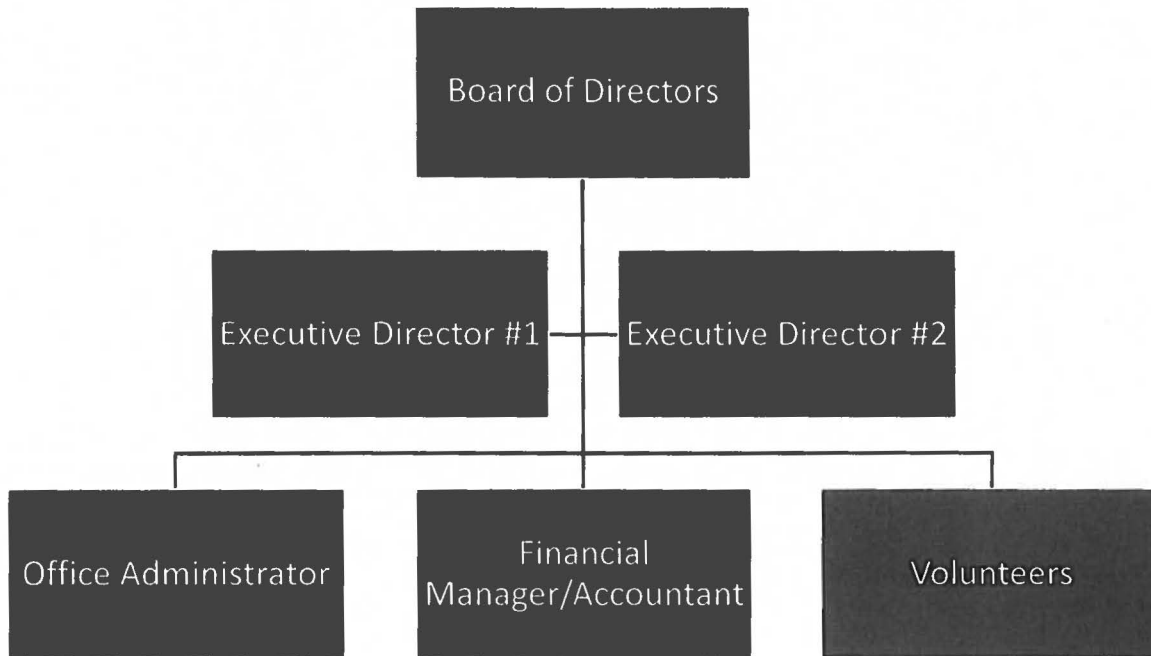 Board of Directors
Executive Director #1
Executive Director #2
Office Administrator
Financial
Manager/Accountant
Volunteers